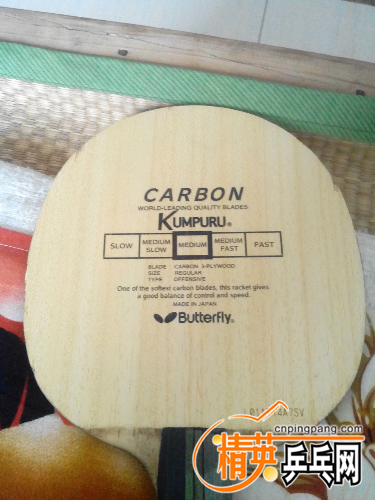 CARBON
WORLD-LEADING QUALITY BLADES
KUMPURU®
SLOW MEDIUM SLOW MEDIUM MEDIUM FAST FAST
BLADE CARBON 3-PLYWOOD
SIZE REGULAR
TYPE OFFENSIVE
One of the softest carbon blades, this racket gives
a good balance of control and speed.
MADE IN JAPAN
Butterfly®
cnpingpang.com
精英乒乓网